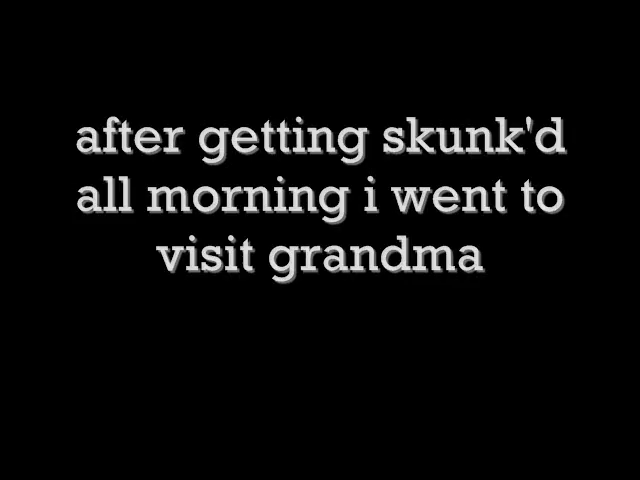 after getting skunk'd
all morning i went to
visit grandma